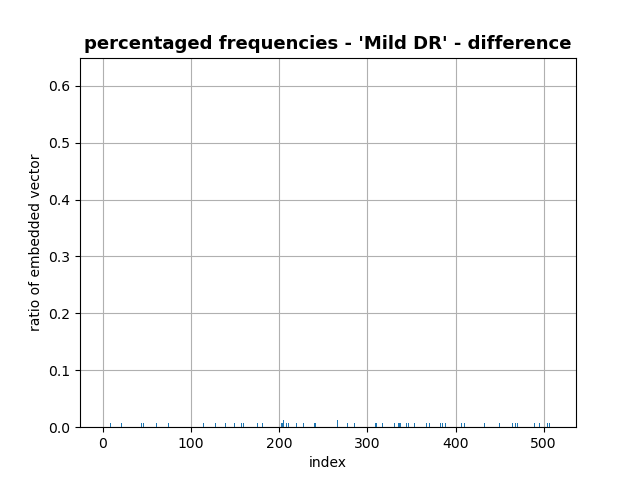 percentaged frequencies - 'Mild DR' - difference
ratio of embedded vector
0.6
0.5
0.4
0.3
0.2
0.1
0.0
0 100 200 300 400 500
index